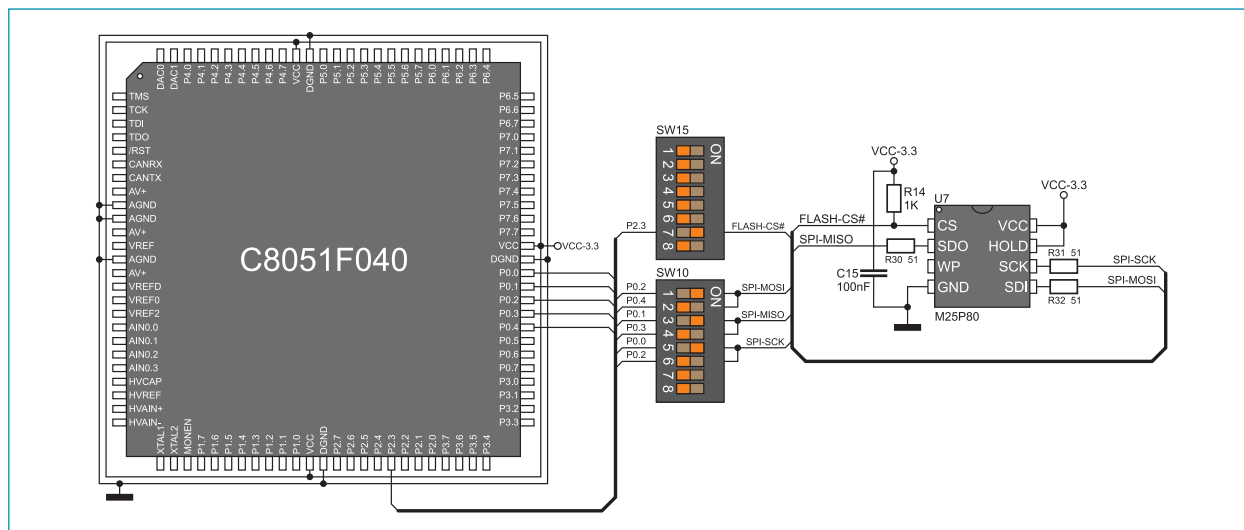 DAC0
DAC1
P4.0
P4.1
P4.2
P4.3
P4.4
P4.5
P4.6
P4.7
VCC
DGND
P5.0
P5.1
P5.2
P5.3
P5.4
P5.5
P5.6
P5.7
P6.0
P6.1
P6.2
P6.3
P6.4
TMS
TCK
TDI
TDO
/RST
CANRX
CANTX
AV+
AGND
AGND
AV+
VREF
AGND
AV+
VREFD
VREF0
VREF2
AIN0.0
AIN0.1
AIN0.2
AIN0.3
HVCAP
HVREF
HVAIN+
HVAIN-
C8051F040
P6.5
P6.6
P6.7
P7.0
P7.1
P7.2
P7.3
P7.4
P7.5
P7.6
P7.7
VCC
DGND
P0.0
P0.1
P0.2
P0.3
P0.4
P0.5
P0.6
P0.7
P3.0
P3.1
P3.2
P3.3
VCC-3.3
XTAL1
XTAL2
MONEN
P1.7
P1.6
P1.5
P1.4
P1.3
P1.2
P1.1
P1.0
VCC
DGND
P2.7
P2.6
P2.5
P2.4
P2.3
P2.2
P2.1
P2.0
P3.7
P3.6
P3.5
P3.4
SW15
ON
1
2
3
4
5
6
7
8
P2.3
FLASH-CS#
SW10
ON
1
2
3
4
5
6
7
8
P0.2
P0.4
P0.1
P0.3
P0.0
P0.2
SPI-MOSI
SPI-MISO
SPI-SCK
VCC-3.3
R14
1K
FLASH-CS#
SPI-MISO
R30 51
C15
100nF
U7
CS
SDO
WP
GND
VCC
HOLD
SCK
SDI
M25P80
VCC-3.3
R31 51
SPI-SCK
SPI-MOSI
R32 51